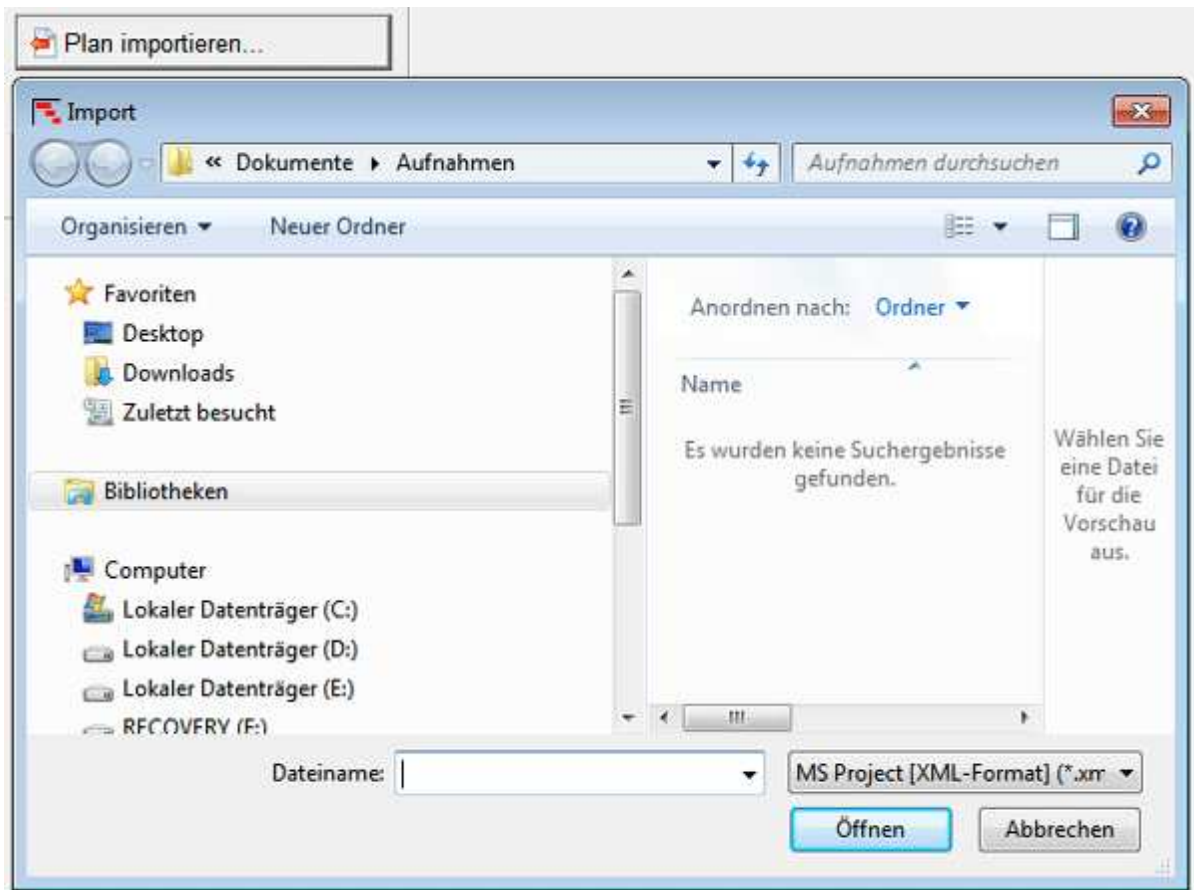 Plan importieren...
Import
« Dokumente ▸ Aufnahmen
Aufnahmen durchsuchen
Organisieren
Neuer Ordner
Favoriten
Desktop
Downloads
Zuletzt besucht
Bibliotheken
Computer
Lokaler Datenträger (C:)
Lokaler Datenträger (D:)
Lokaler Datenträger (E:)
RECOVERY (F:)
Anordnen nach: Ordner
Name
Es wurden keine Suchergebnisse
gefunden.
Wählen Sie
eine Datei
für die
Vorschau
aus.
Dateiname:
MS Project [XML-Format] (*.xm
Öffnen
Abbrechen